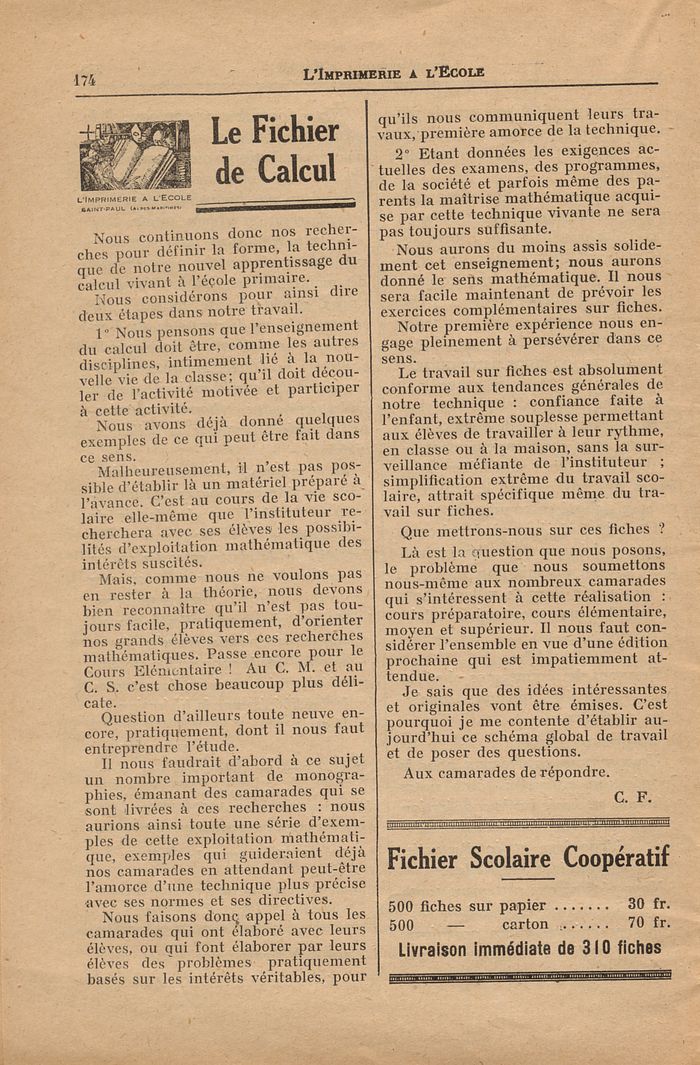 174
L'IMPRIMERIE A L'ECOLE
L'IMPRIMERIE A L'ECOLE
SAINT-PAUL (ALPES-MARITIMES)
Le Fichier
de Calcul
Nous continuons donc nos recher-
ches pour définir la forme, la techni-
que de notre nouvel apprentissage du
calcul vivant à l'école primaire.
Nous considérons pour ainsi dire
deux étapes dans notre travail.
1° Nous pensons que l'enseignement
du calcul doit être, comme les autres
disciplines, intimement lié à la nou-
velle vie de la classe; qu'il doit décou-
ler de l'activité motivée et participer
à cette activité.
Nous avons déjà donné quelques
exemples de ce qui peut être fait dans
ce sens.
Malheureusement, il n'est pas pos-
sible d'établir là un matériel préparé à
l'avance. C'est au cours de la vie sco-
laire elle-même que l'instituteur re-
cherchera avec ses élèves les possibi-
lités d'exploitation mathématique des
intérêts suscités.
Mais, comme nous ne voulons pas
en rester à la théorie, nous devons
bien reconnaître qu'il n'est pas tou-
jours facile, pratiquement, d'orienter
nos grands élèves vers ces recherches
mathématiques. Passe encore pour le
Cours Elémentaire ! Au C. M. et au
C. S. c'est chose beaucoup plus déli-
cate.
Question d'ailleurs toute neuve en-
core, pratiquement, dont il nous faut
entreprendre l'étude.
Il nous faudrait d'abord à ce sujet
un nombre important de monogra-
phies, émanant des camarades qui se
sont livrées à ces recherches : nous
aurions ainsi toute une série d'exem-
ples de cette exploitation mathémati-
que, exemples qui guideraient déjà
nos camarades en attendant peut-être
l'amorce d'une technique plus précise
avec ses normes et ses directives.
Nous faisons donc appel à tous les
camarades qui ont élaboré avec leurs
élèves, ou qui font élaborer par leurs
élèves des problèmes pratiquement
basés sur les intérêts véritables, pour
qu'ils nous communiquent leurs tra-
vaux, première amorce de la technique.
2° Etant données les exigences ac-
tuelles des examens, des programmes,
de la société et parfois même des pa-
rents la maîtrise mathématique acqui-
se par cette technique vivante ne sera
pas toujours suffisante.
Nous aurons du moins assis solide-
ment cet enseignement; nous aurons
donné le sens mathématique. Il nous
sera facile maintenant de prévoir les
exercices complémentaires sur fiches.
Notre première expérience nous en-
gage pleinement à persévérer dans ce
sens.
Le travail sur fiches est absolument
conforme aux tendances générales de
notre technique : confiance faite à
l'enfant, extrême souplesse permettant
aux élèves de travailler à leur rythme,
en classe ou à la maison, sans la sur-
veillance méfiante de l'instituteur ;
simplification extrême du travail sco-
laire, attrait spécifique même du tra-
vail sur fiches.
Que mettrons-nous sur ces fiches ?
Là est la question que nous posons,
le problème que nous soumettons
nous-même aux nombreux camarades
qui s'intéressent à cette réalisation :
cours préparatoire, cours élémentaire,
moyen et supérieur. Il nous faut con-
sidérer l'ensemble en vue d'une édition
prochaine qui est impatiemment at-
tendue.
Je sais que des idées intéressantes
et originales vont être émises. C'est
pourquoi je me contente d'établir au-
jourd'hui ce schéma global de travail
et de poser des questions.
Aux camarades de répondre.
C. F.
Fichier Scolaire Coopératif
500 fiches sur papier ....... 30 fr.
500 — carton ...... 70 fr.
Livraison immédiate de 310 fiches